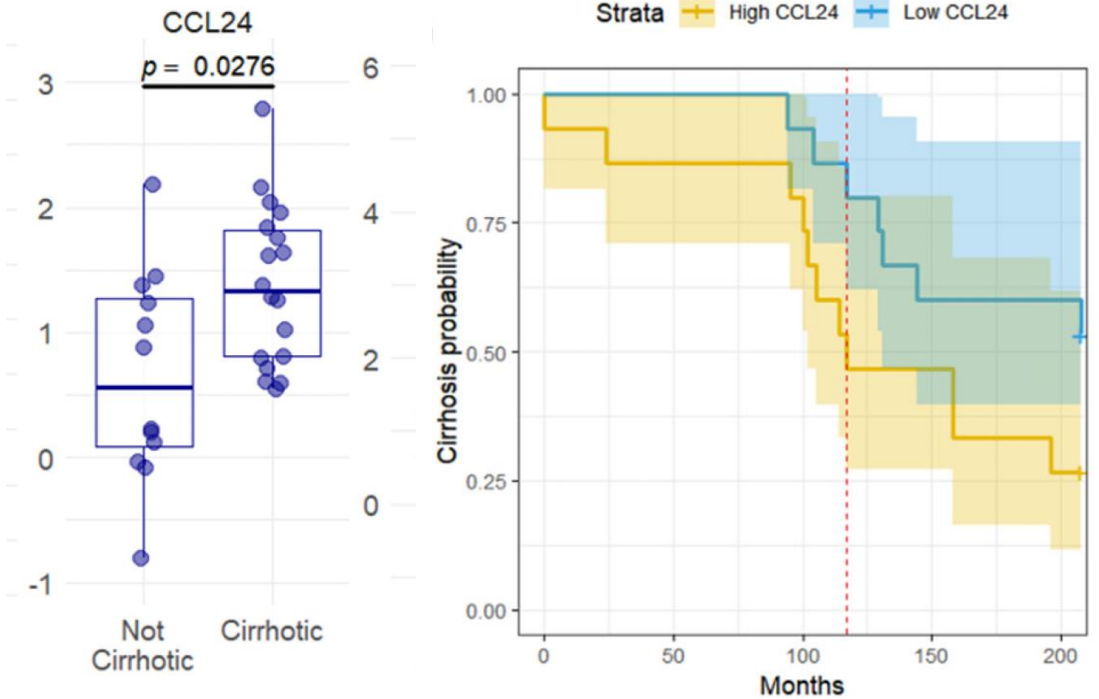 CCL24
p = 0.0276
3
2
1
0
-1
Not
Cirrhotic
Cirrhotic
6
4
2
0
Strata
High CCL24
Low CCL24
Cirrhosis probability
1.00
0.75
0.50
0.25
0.00
0
50
100
150
200
Months